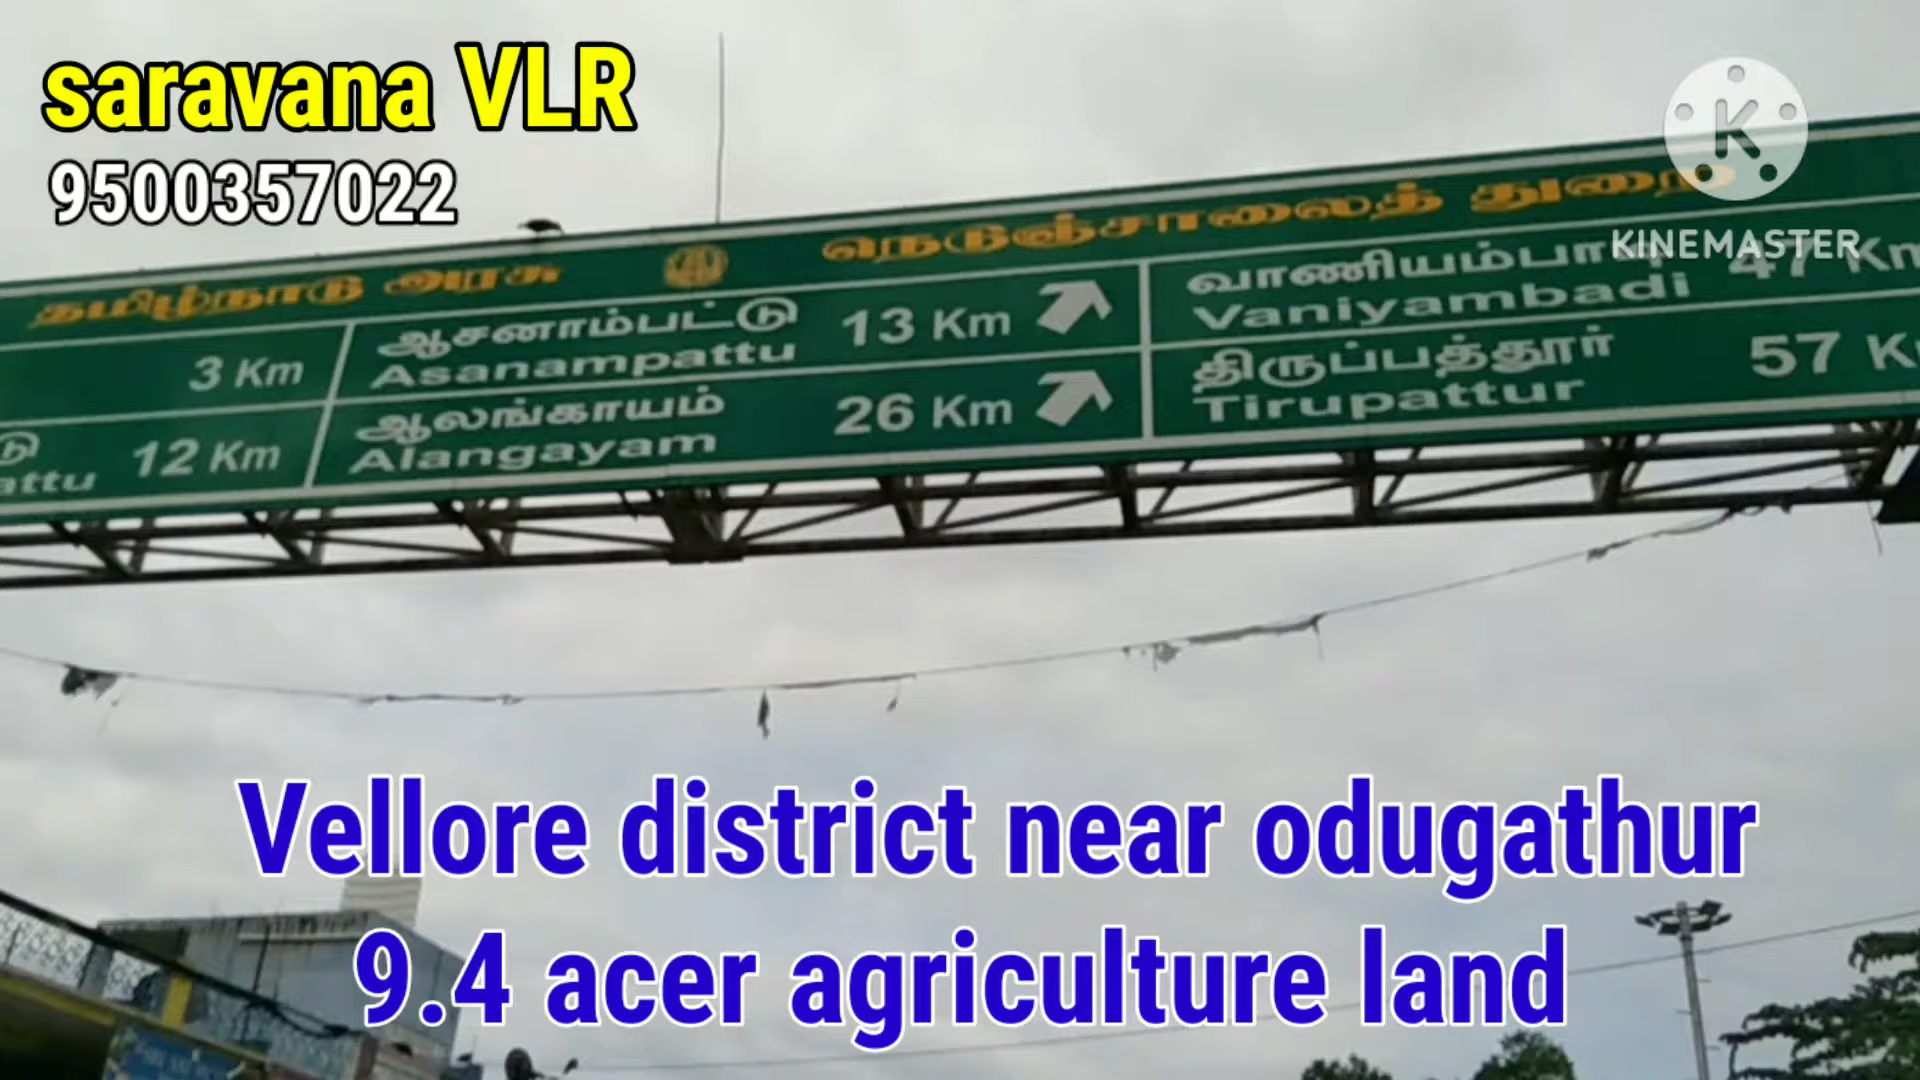 saravana VLR
9500357022
KINEMASTER
தமிழ்நாடு அரசு நெடுஞ்சாலைத் துறை
3 Km
12 Km
ஆசனாம்பட்டு
Asanampattu 13 Km
ஆலங்காயம்
Alangayam 26 Km
Vaniyambadi 47 Km
திருப்பத்தூர்
Tirupattur 57
Vellore district near odugathur
9.4 acer agriculture land